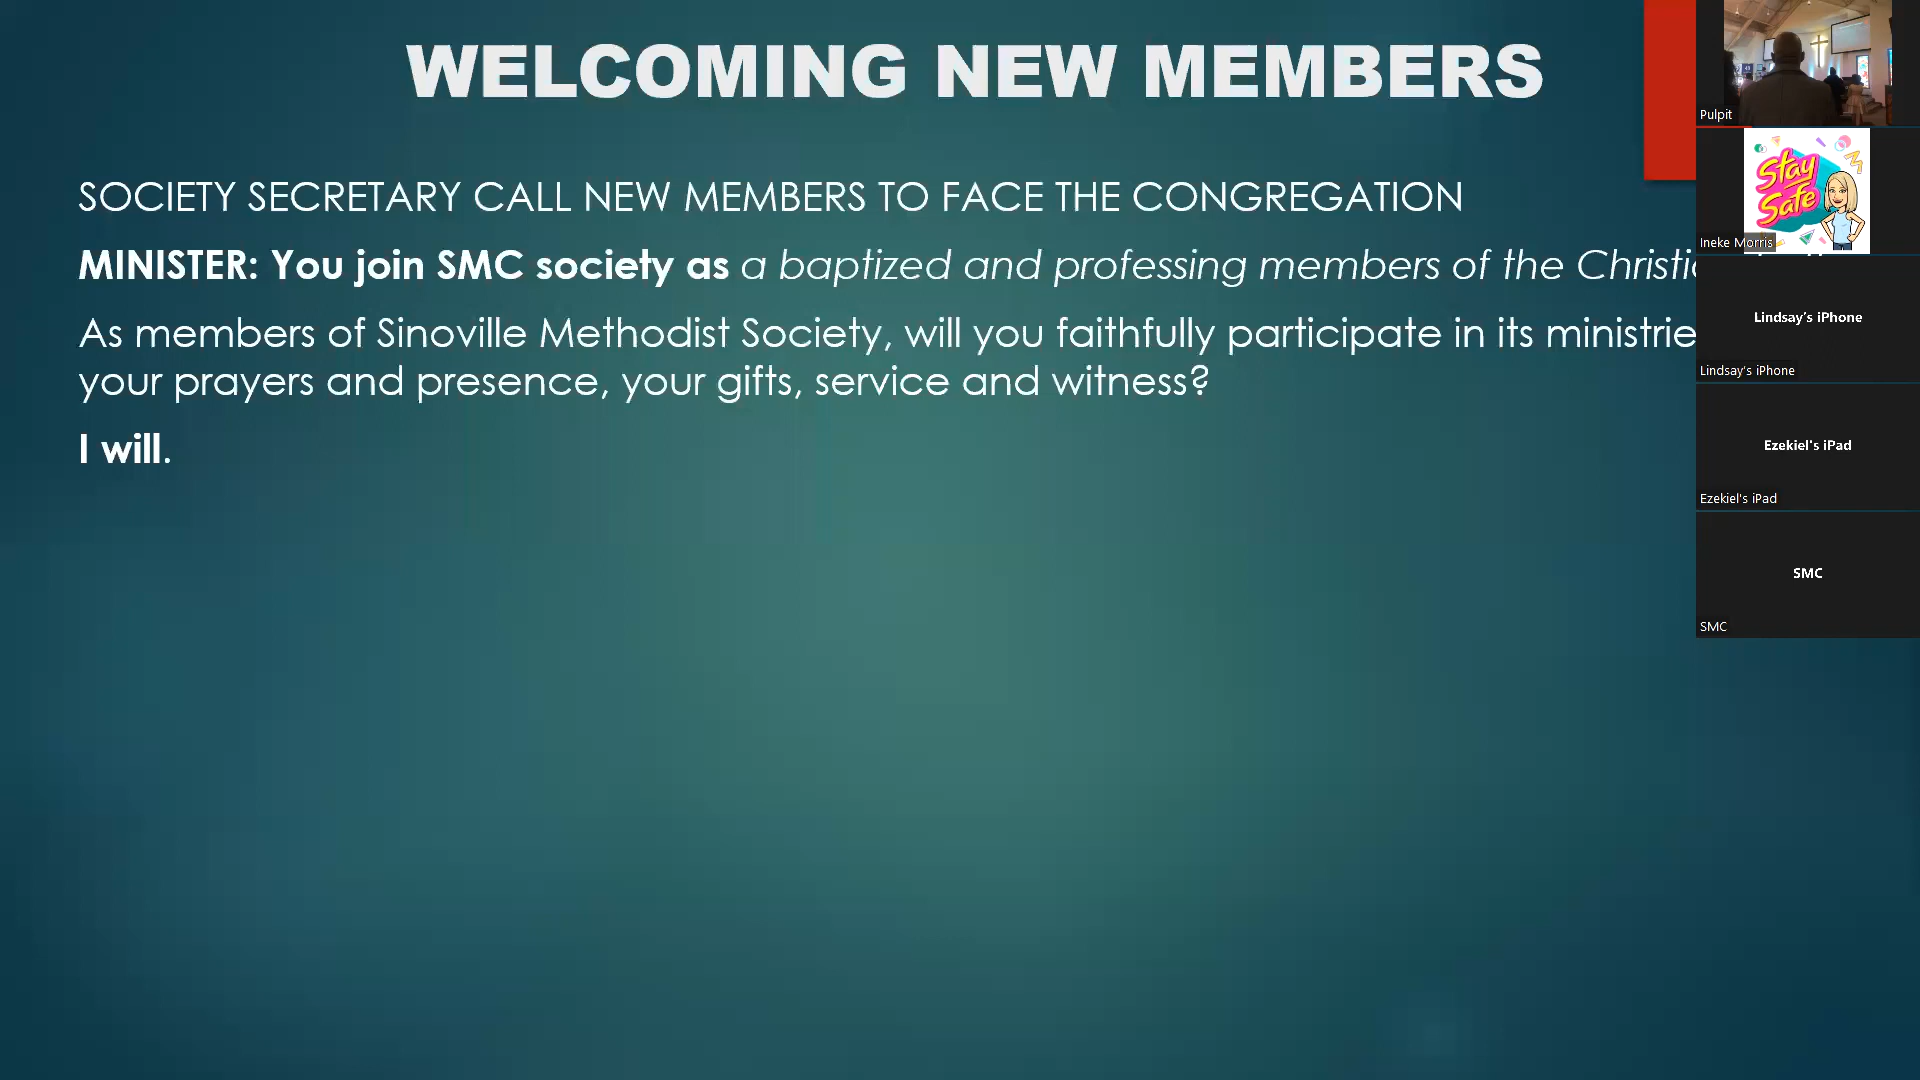 WELCOMING NEW MEMBERS
SOCIETY SECRETARY CALL NEW MEMBERS TO FACE THE CONGREGATION
MINISTER: You join SMC society as a baptized and professing members of the
As members of Sinoville Methodist Society, will you faithfully participate in its
your prayers and presence, your gifts, service and witness?
I will.
Pulpit
Stay
Safe
Ineke Morris
Lindsay's iPhone
Lindsay's iPhone
Ezekiel's iPad
Ezekiel's iPad
SMC
SMC